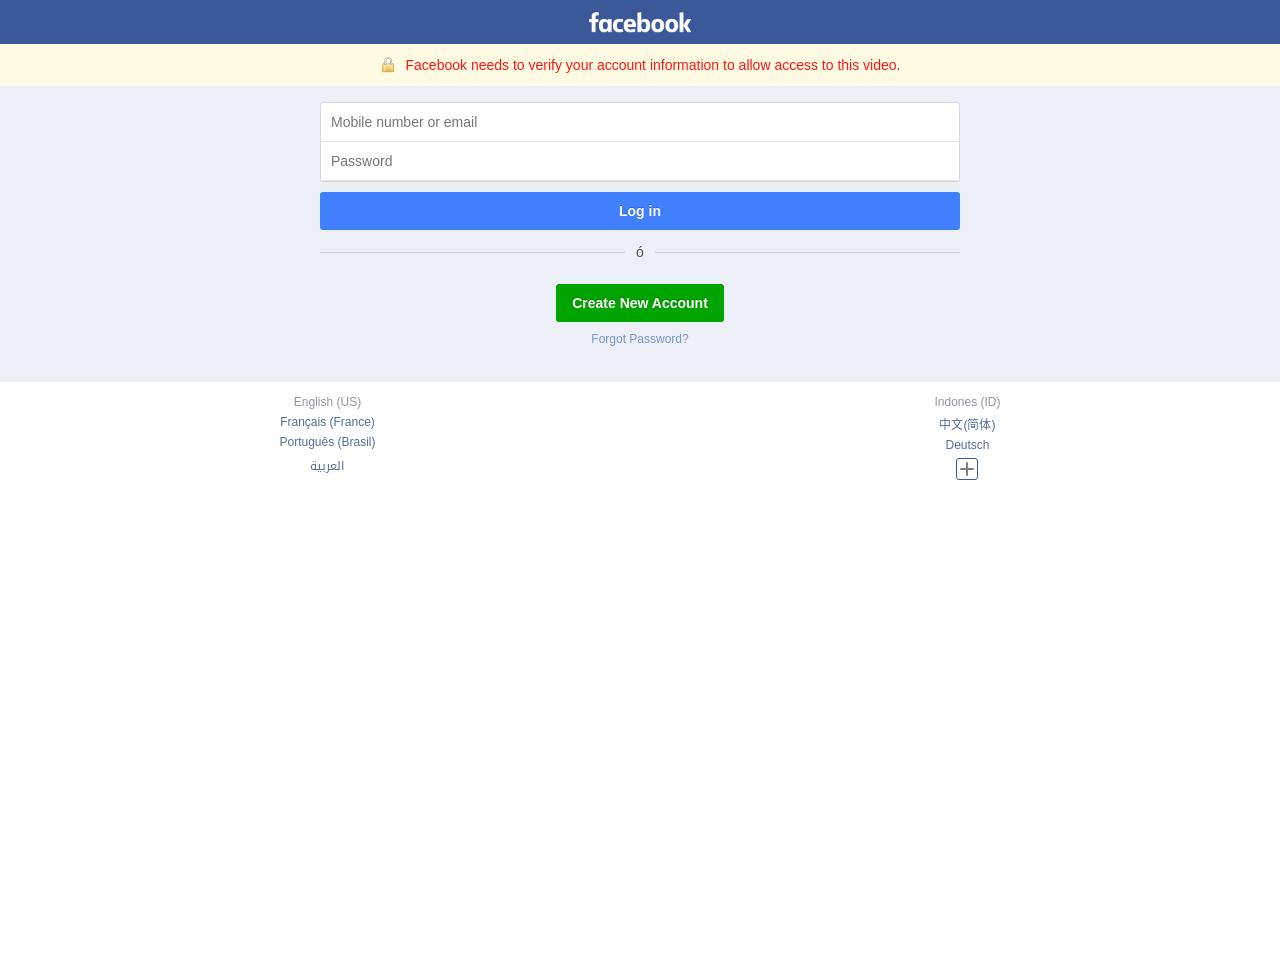 facebook
Facebook needs to verify your account information to allow access to this video.
Mobile number or email
Password
Log in
ó
Create New Account
Forgot Password?
English (US)
Français (France)
Português (Brasil)
العربية
Indones (ID)
中文(简体)
Deutsch